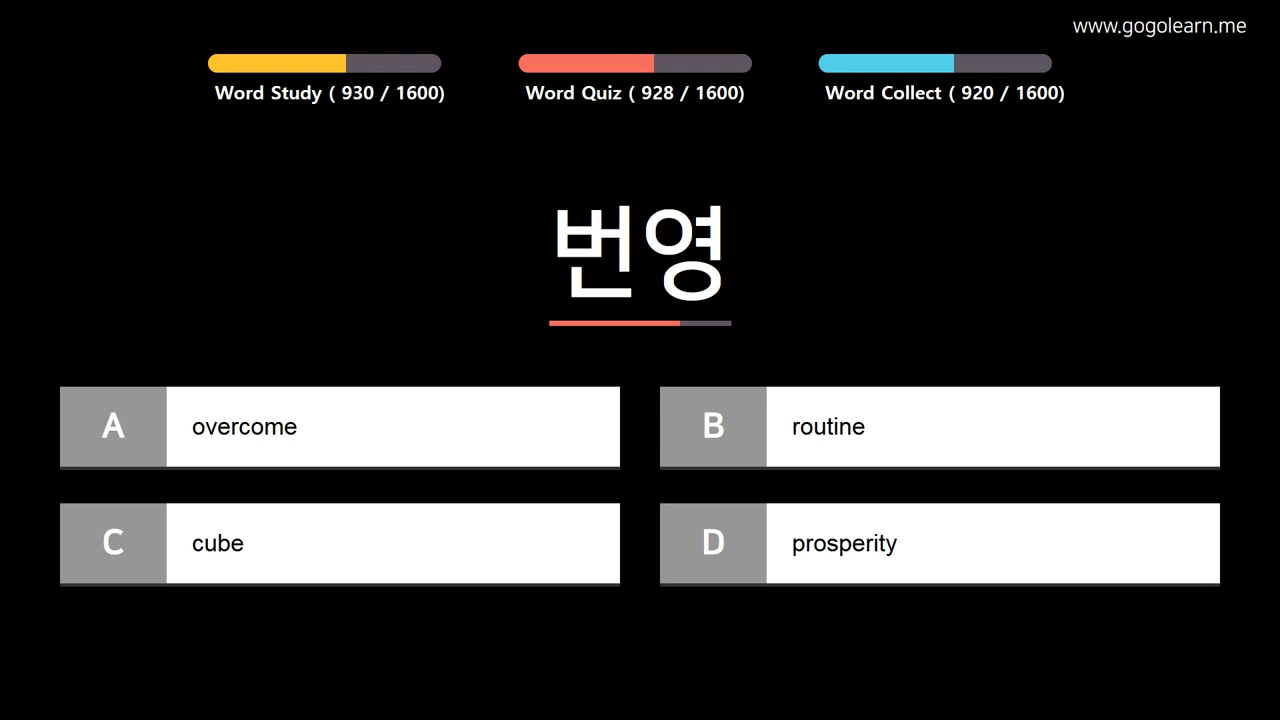 www.gogolearn.me
Word Study ( 930 / 1600)
Word Quiz ( 928 / 1600)
Word Collect ( 920 / 1600)
번영
A
overcome
B
routine
C
cube
D
prosperity